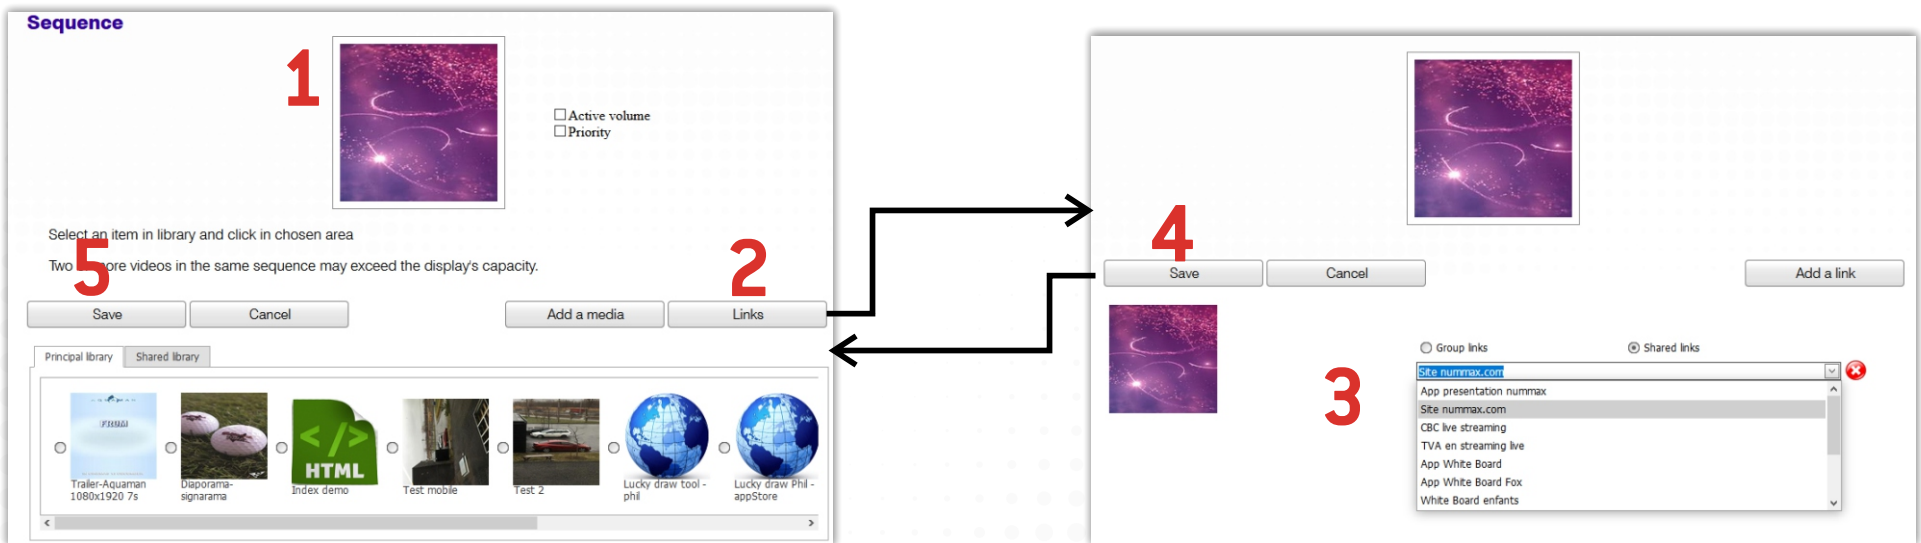 Sequence
1
Active volume
Priority
Select an item in library and click in chosen area
Two or more videos in the same sequence may exceed the display's capacity.
5
2
Save
Cancel
Add a media
Links
Principal library
Shared library
FROM
HTML
Trailer-Aquaman
1080x1920 7s
Diaporama-
signarama
Index demo
Test mobile
Test 2
Lucky draw tool -
phil
Lucky draw Phil -
appStore
4
Save
Cancel
Add a link
3
Group links
Shared links
Site nummax.com
App presentation nummax
Site nummax.com
CBC live streaming
TVA en streaming live
App White Board
App White Board Fox
White Board enfants